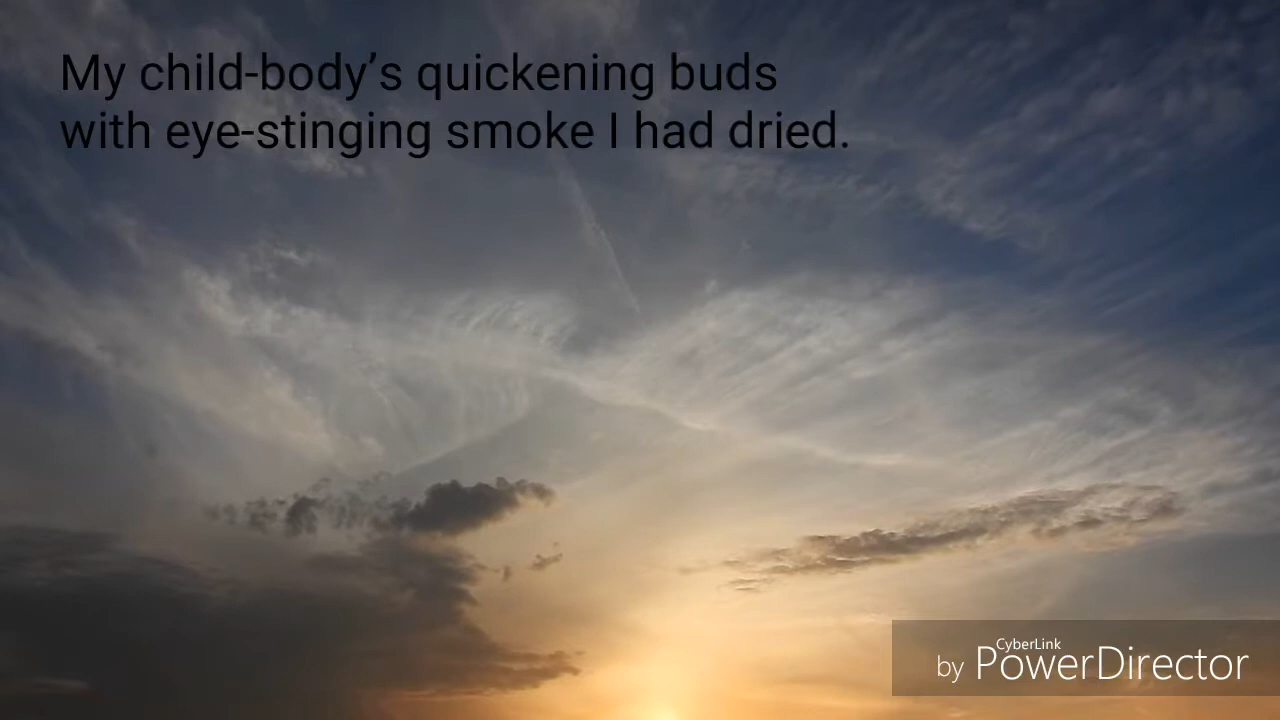 My child-body’s quickening buds
with eye-stinging smoke I had dried.
CyberLink
by PowerDirector